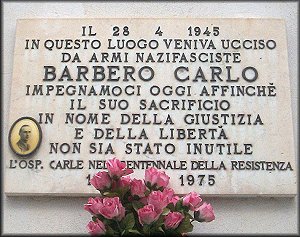 IL 28 4 1945
IN QUESTO LUOGO VENIVA UCCISO
DA ARMI NAZIFASCISTE
BARBERO CARLO
IMPEGNAMOCI OGGI AFFINCHÈ
IL SUO SACRIFICIO
IN NOME DELLA GIUSTIZIA
E DELLA LIBERTÀ
NON SIA STATO INUTILE
L'OSP. CARLE NEL TRENTENNALE DELLA RESISTENZA
1975